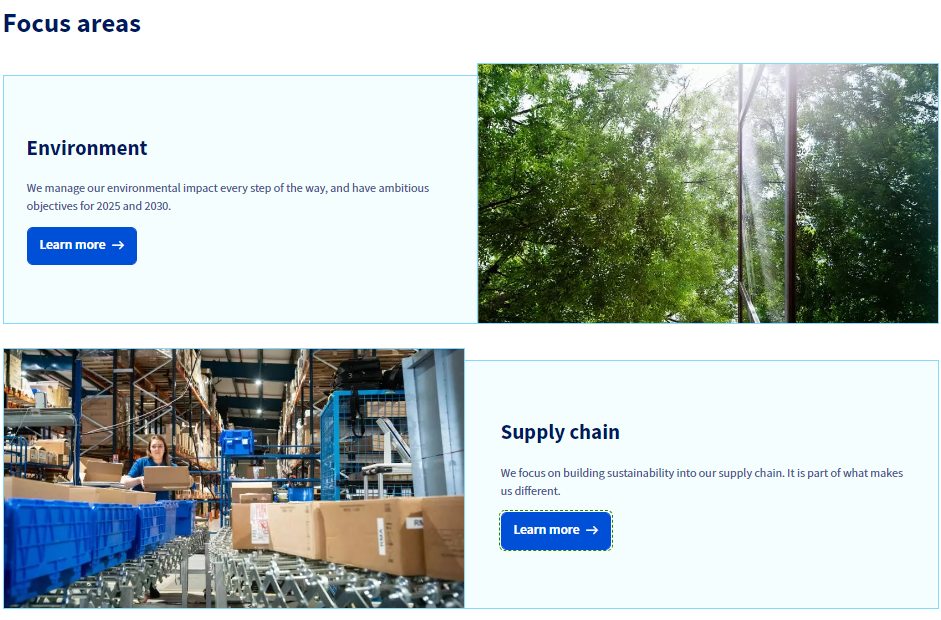 Focus areas
Environment
We manage our environmental impact every step of the way, and have ambitious
objectives for 2025 and 2030.
Learn more →
Supply chain
We focus on building sustainability into our supply chain. It is part of what makes
us different.
Learn more →